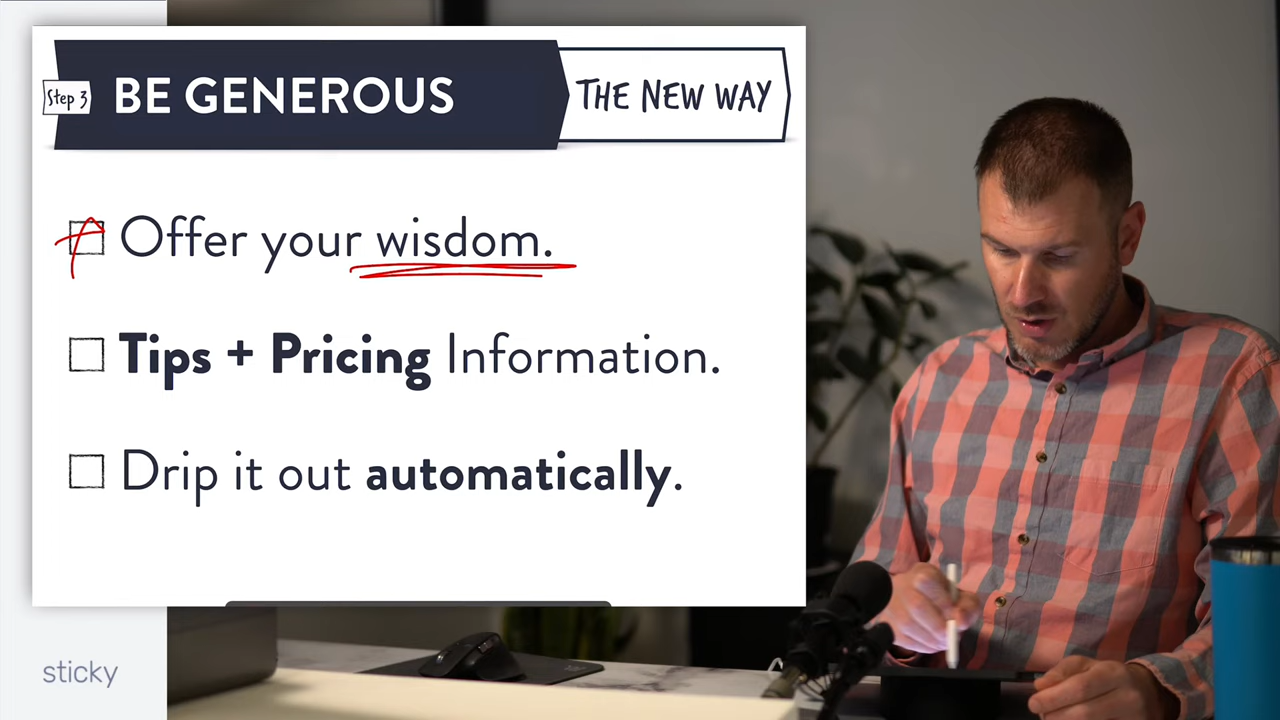 Step 3
BE GENEROUS
THE NEW WAY
Offer your wisdom.
Tips + Pricing Information.
Drip it out automatically.
sticky